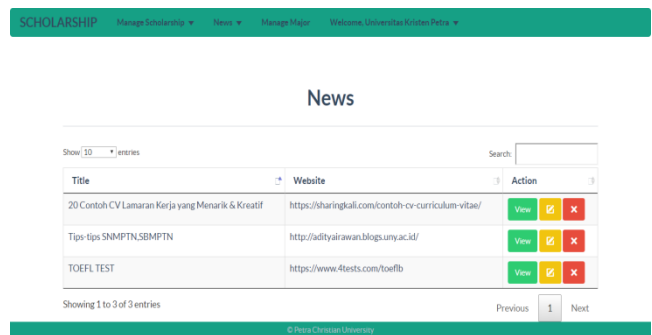 SCHOLARSHIP Manage Scholarship ▼ News ▼ Manage Major Welcome, Universitas Kristen Petra ▼
News
Show 10 entries Search:
Title Website Action
20 Contoh CV Lamaran Kerja yang Menarik & Kreatif https://sharingkali.com/contoh-cv-curriculum-vitae/ View
Tips-tips SNMPTN,SBMPTN http://adityairawan.blogs.uny.ac.id/ View
TOEFL TEST https://www.4tests.com/toeflb View
Showing 1 to 3 of 3 entries Previous 1 Next
© Petra Christian University